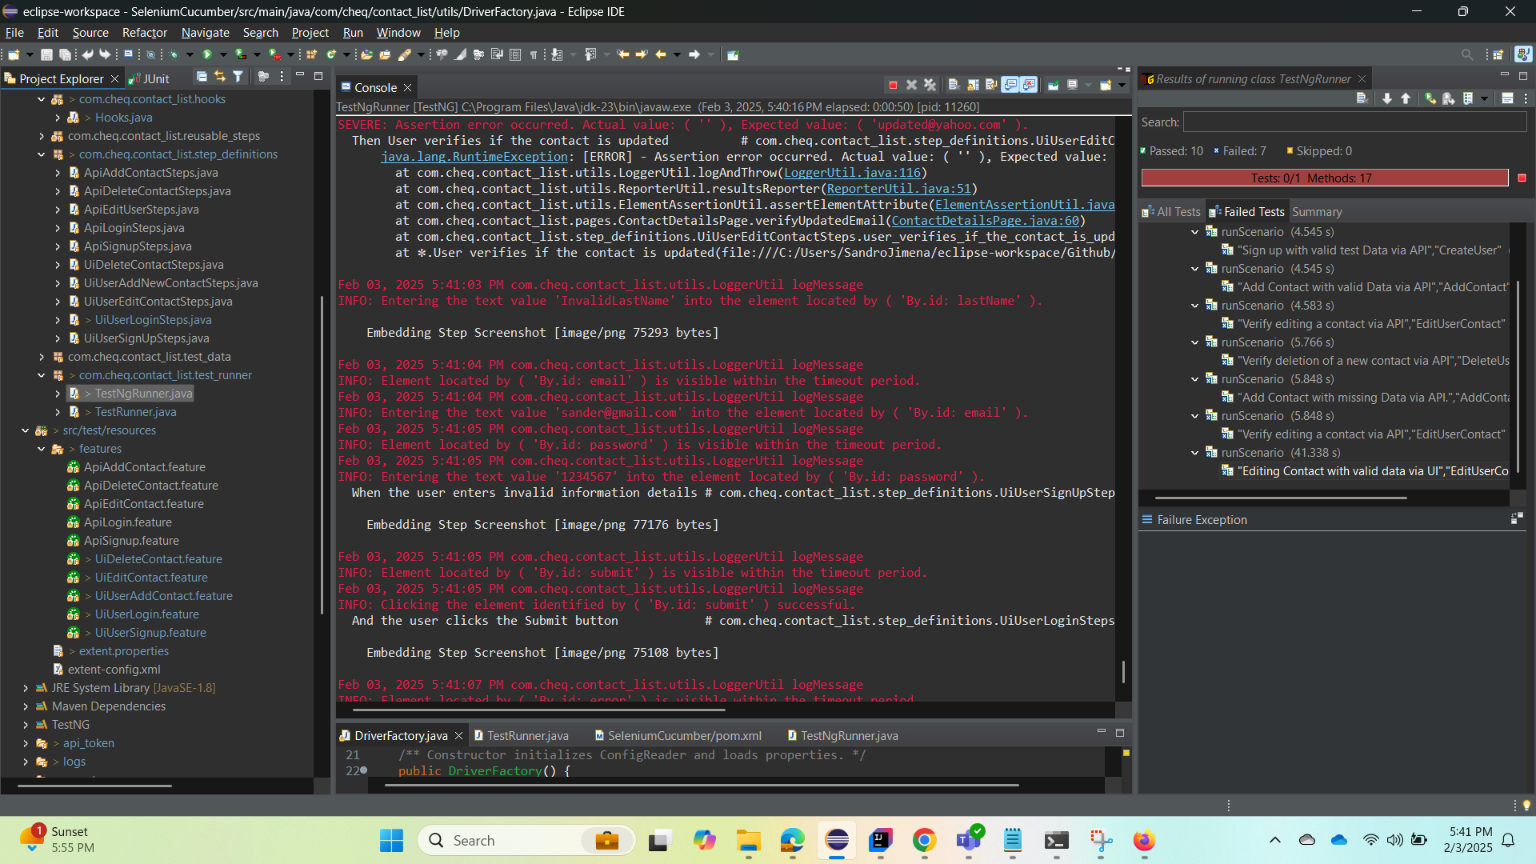 eclipse-workspace - SeleniumCucumber/src/main/java/com/cheq/contact_list/utils/DriverFactory.java - Eclipse IDE
File Edit Source Refactor Navigate Search Project Run Window Help
Project Explorer
JUnit
> com.cheq.contact_list.hooks
> Hooks.java
com.cheq.contact_list.reusable_steps
> com.cheq.contact_list.step_definitions
ApiAddContactSteps.java
ApiDeleteContactSteps.java
ApiEditUserSteps.java
ApiLoginSteps.java
ApiSignupSteps.java
UiDeleteContactSteps.java
UiUserAddNewContactSteps.java
UiUserEditContactSteps.java
> UiUserLoginSteps.java
UiUserSignUpSteps.java
com.cheq.contact_list.test_data
> com.cheq.contact_list.test_runner
> TestNgRunner.java
> TestRunner.java
> src/test/resources
> features
ApiAddContact.feature
ApiDeleteContact.feature
ApiEditContact.feature
ApiLogin.feature
ApiSignup.feature
> UiDeleteContact.feature
> UiEditContact.feature
> UiUserAddContact.feature
> UiUserLogin.feature
> UiUserSignup.feature
> extent.properties
extent-config.xml
JRE System Library [JavaSE-1.8]
Maven Dependencies
TestNG
> api_token
> logs
Console
TestNgRunner [TestNG] C:\Program Files\Java\jdk-23\bin\javaw.exe (Feb 3, 2025, 5:40:16 PM elapsed: 0:00:50) [pid: 11260]
SEVERE: Assertion error occurred. Actual value: ( '' ), Expected value: ( 'updated@yahoo.com' ).
Then User verifies if the contact is updated # com.cheq.contact_list.step_definitions.UiUserEditC
java.lang.RuntimeException: [ERROR] - Assertion error occurred. Actual value: ( '' ), Expected value:
at com.cheq.contact_list.utils.LoggerUtil.logAndThrow(LoggerUtil.java:116)
at com.cheq.contact_list.utils.ReporterUtil.resultsReporter(ReporterUtil.java:51)
at com.cheq.contact_list.utils.ElementAssertionUtil.assertElementAttribute(ElementAssertionUtil.java
at com.cheq.contact_list.pages.ContactDetailsPage.verifyUpdatedEmail(ContactDetailsPage.java:60)
at com.cheq.contact_list.step_definitions.UiUserEditContactSteps.user_verifies_if_the_contact_is_upd
at ✽.User verifies if the contact is updated(file:///C:/Users/SandroJimena/eclipse-workspace/Github/
Feb 03, 2025 5:41:03 PM com.cheq.contact_list.utils.LoggerUtil logMessage
INFO: Entering the text value 'InvalidLastName' into the element located by ( 'By.id: lastName' ).
Embedding Step Screenshot [image/png 75293 bytes]
Feb 03, 2025 5:41:04 PM com.cheq.contact_list.utils.LoggerUtil logMessage
INFO: Element located by ( 'By.id: email' ) is visible within the timeout period.
Feb 03, 2025 5:41:04 PM com.cheq.contact_list.utils.LoggerUtil logMessage
INFO: Entering the text value 'sander@gmail.com' into the element located by ( 'By.id: email' ).
Feb 03, 2025 5:41:05 PM com.cheq.contact_list.utils.LoggerUtil logMessage
INFO: Element located by ( 'By.id: password' ) is visible within the timeout period.
Feb 03, 2025 5:41:05 PM com.cheq.contact_list.utils.LoggerUtil logMessage
INFO: Entering the text value '1234567' into the element located by ( 'By.id: password' ).
When the user enters invalid information details # com.cheq.contact_list.step_definitions.UiUserSignUpStep
Embedding Step Screenshot [image/png 77176 bytes]
Feb 03, 2025 5:41:05 PM com.cheq.contact_list.utils.LoggerUtil logMessage
INFO: Element located by ( 'By.id: submit' ) is visible within the timeout period.
Feb 03, 2025 5:41:05 PM com.cheq.contact_list.utils.LoggerUtil logMessage
INFO: Clicking the element identified by ( 'By.id: submit' ) successful.
And the user clicks the Submit button # com.cheq.contact_list.step_definitions.UiUserLoginSteps
Embedding Step Screenshot [image/png 75108 bytes]
Feb 03, 2025 5:41:07 PM com.cheq.contact_list.utils.LoggerUtil logMessage
INFO: Element located by ( 'By.id: error' ) is visible within the timeout period.
DriverFactory.java
TestRunner.java
SeleniumCucumber/pom.xml
TestNgRunner.java
21 /** Constructor initializes ConfigReader and loads properties. */
22 public DriverFactory() {
Results of running class TestNgRunner
Search:
Passed: 10 Failed: 7 Skipped: 0
Tests: 0/1 Methods: 17
All Tests Failed Tests Summary
runScenario (4.545 s)
"Sign up with valid test Data via API","CreateUser"
runScenario (4.545 s)
"Add Contact with valid Data via API","AddContact"
runScenario (4.583 s)
"Verify editing a contact via API","EditUserContact"
runScenario (5.766 s)
"Verify deletion of a new contact via API","DeleteUs
runScenario (5.848 s)
"Add Contact with missing Data via API.","AddConta
runScenario (5.848 s)
"Verify editing a contact via API","EditUserContact"
runScenario (41.338 s)
"Editing Contact with valid data via UI","EditUserCo
Failure Exception
1
Sunset
5:55 PM
Search
5:41 PM
2/3/2025